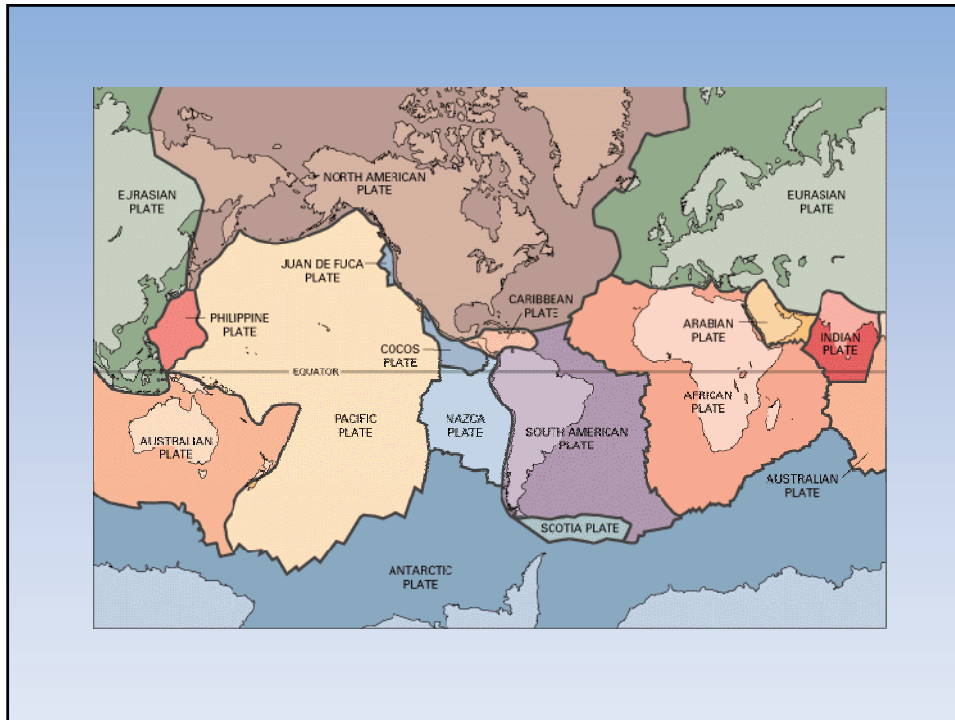 NORTH AMERICAN
PLATE
EJRASIAN
PLATE
EURASIAN
PLATE
JUAN DE FUCA
PLATE
CARIBBEAN
PLATE
PHILIPPINE
PLATE
ARABIAN
PLATE
INDIAN
PLATE
COCOS
PLATE
EQUATOR
AFRICAN
PLATE
PACIFIC
PLATE
NAZCA
PLATE
SOUTH AMERICAN
PLATE
AUSTRALIAN
PLATE
AUSTRALIAN
PLATE
SCOTIA PLATE
ANTARCTIC
PLATE